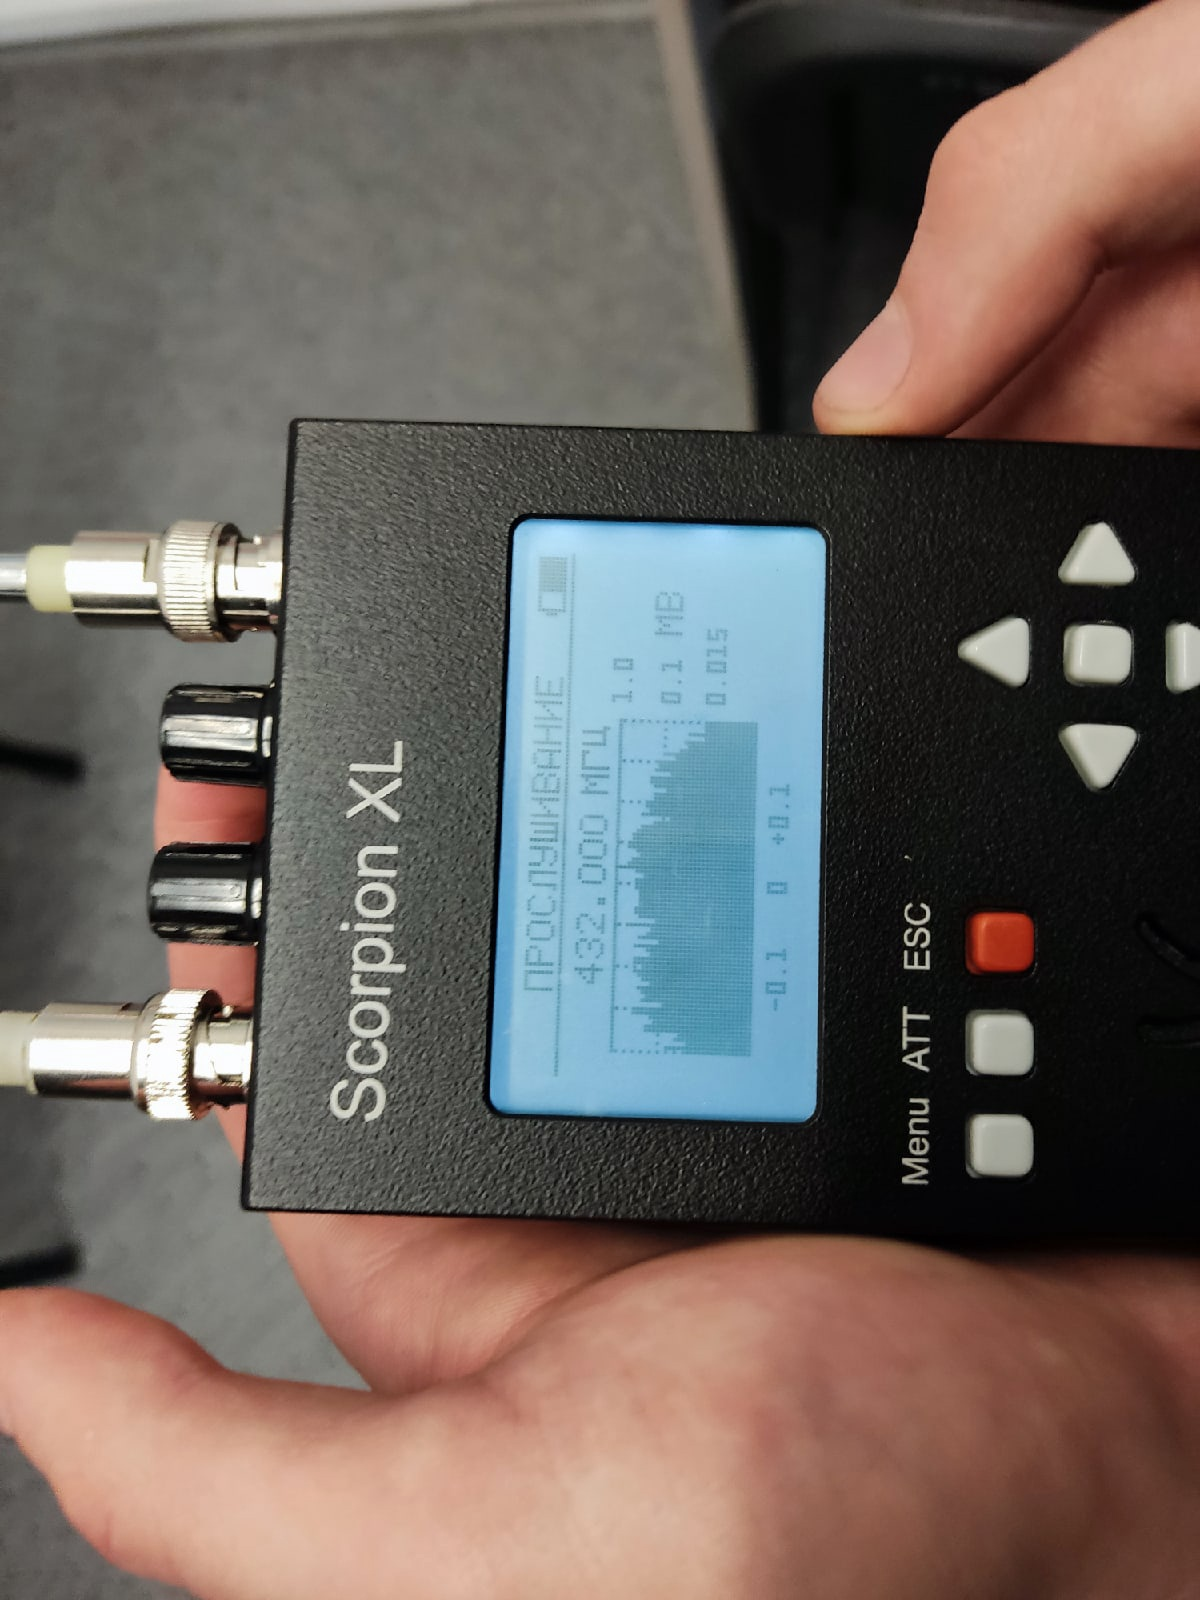 Scorpion XL
ПРОСЛУШИВАНИЕ
432.000 МГЦ
1.0
0.1 МВ
0.015
-0.1 0 +0.1
Menu ATT ESC